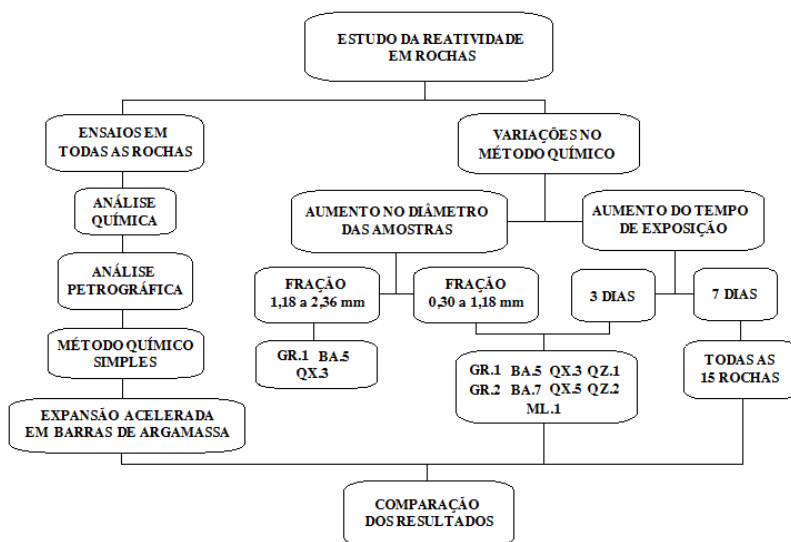 ESTUDO DA REATIVIDADE
EM ROCHAS
ENSAIOS EM
TODAS AS ROCHAS
VARIAÇÕES NO
MÉTODO QUÍMICO
ANÁLISE
QUÍMICA
AUMENTO NO DIÂMETRO
DAS AMOSTRAS
AUMENTO DO TEMPO
DE EXPOSIÇÃO
ANÁLISE
PETROGRÁFICA
FRAÇÃO
1,18 a 2,36 mm
FRAÇÃO
0,30 a 1,18 mm
3 DIAS
7 DIAS
MÉTODO QUÍMICO
SIMPLES
GR.1 BA.5
QX.3
GR.1 BA.5 QX.3 QZ.1
GR.2 BA.7 QX.5 QZ.2
ML.1
TODAS AS
15 ROCHAS
EXPANSÃO ACELERADA
EM BARRAS DE ARGAMASSA
COMPARAÇÃO
DOS RESULTADOS